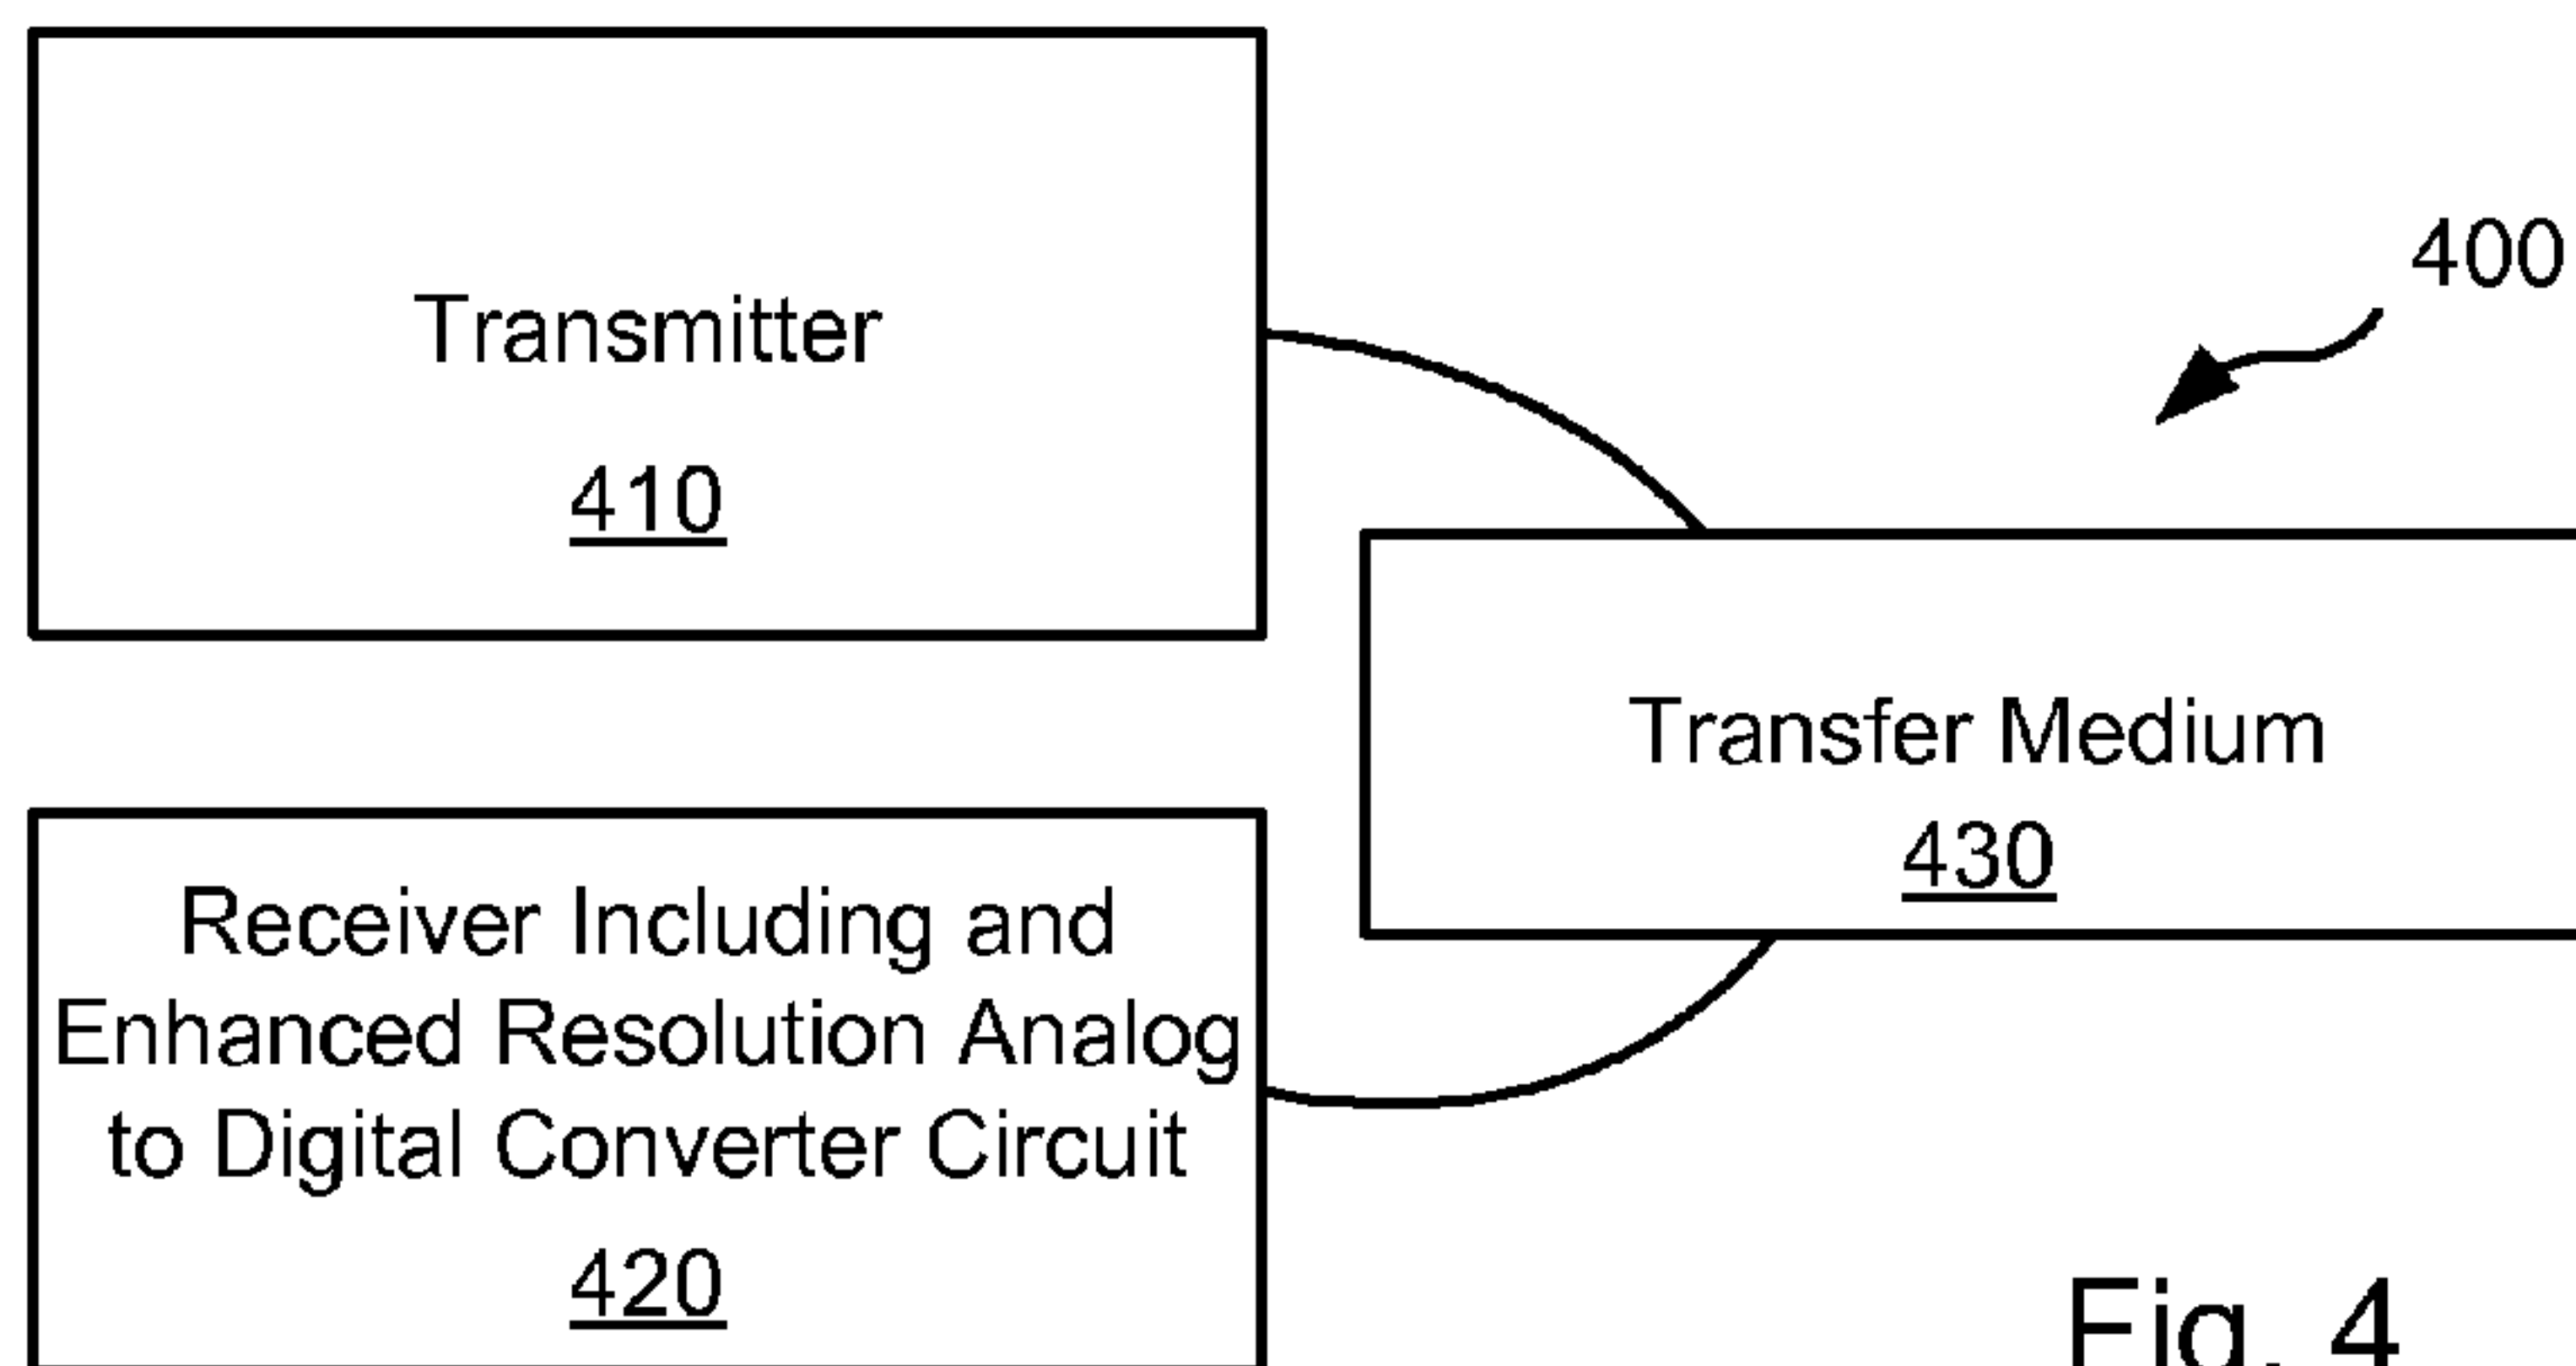 400
Transmitter
410
Transfer Medium
430
Receiver Including and
Enhanced Resolution Analog
to Digital Converter Circuit
420
Fig. 4